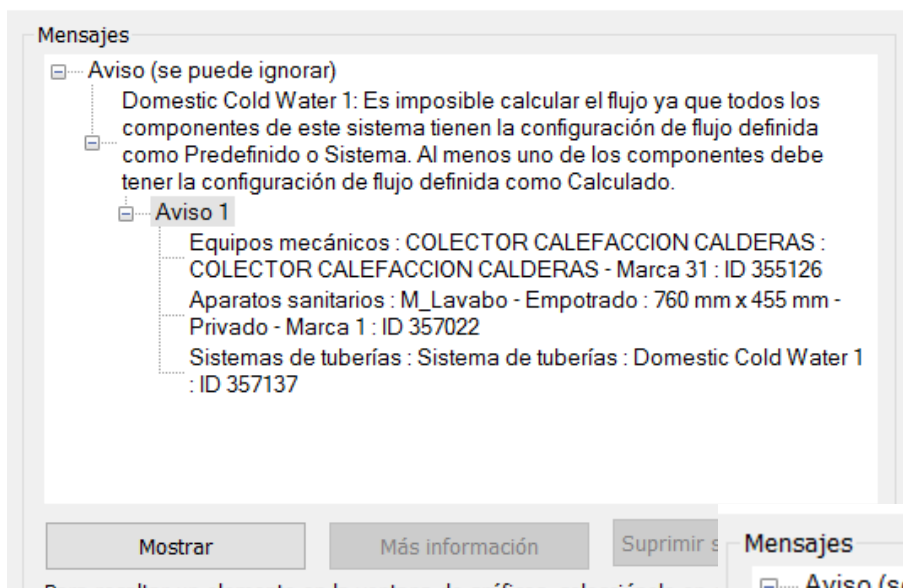 Mensajes
Aviso (se puede ignorar)
Domestic Cold Water 1: Es imposible calcular el flujo ya que todos los
componentes de este sistema tienen la configuración de flujo definida
como Predefinido o Sistema. Al menos uno de los componentes debe
tener la configuración de flujo definida como Calculado.
Aviso 1
Equipos mecánicos : COLECTOR CALEFACCION CALDERAS :
COLECTOR CALEFACCION CALDERAS - Marca 31 : ID 355126
Aparatos sanitarios : M_Lavabo - Empotrado : 760 mm x 455 mm -
Privado - Marca 1 : ID 357022
Sistemas de tuberías : Sistema de tuberías : Domestic Cold Water 1
: ID 357137
Mostrar
Más información
Suprimir
Mensajes